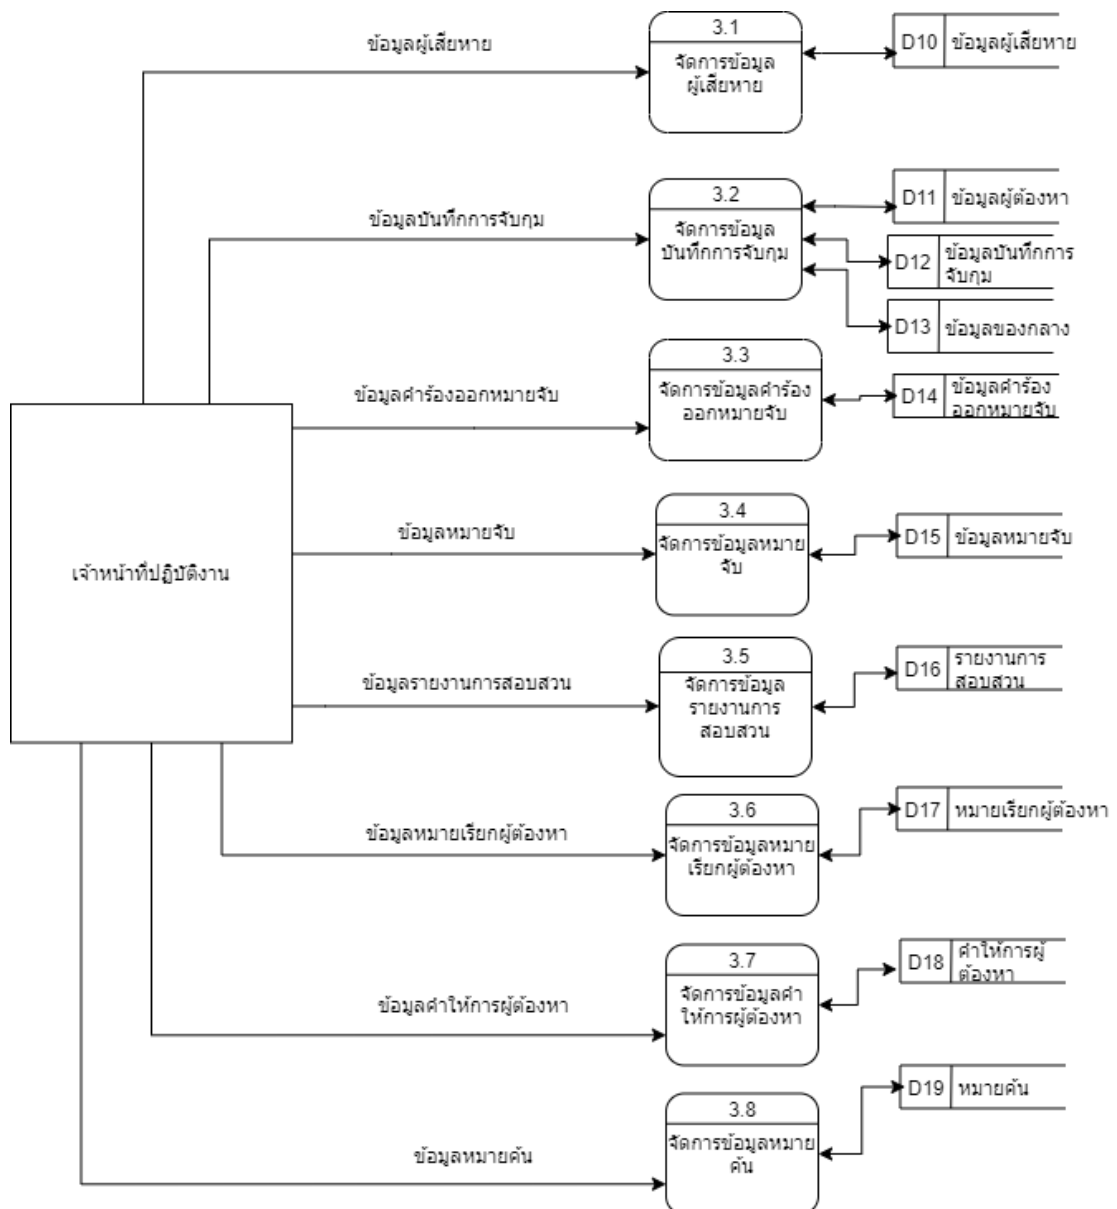 ข้อมูลผู้เสียหาย
3.1
จัดการข้อมูล
ผู้เสียหาย
D10
ข้อมูลผู้เสียหาย
ข้อมูลบันทึกการจับกุม
3.2
จัดการข้อมูล
บันทึกการจับกุม
D11
ข้อมูลผู้ต้องหา
D12
ข้อมูลบันทึกการ
จับกุม
D13
ข้อมูลของกลาง
ข้อมูลคำร้องออกหมายจับ
3.3
จัดการข้อมูลคำร้อง
ออกหมายจับ
D14
ข้อมูลคำร้อง
ออกหมายจับ
เจ้าหน้าที่ปฏิบัติงาน
ข้อมูลหมายจับ
3.4
จัดการข้อมูลหมาย
จับ
D15
ข้อมูลหมายจับ
ข้อมูลรายงานการสอบสวน
3.5
จัดการข้อมูล
รายงานการ
สอบสวน
D16
รายงานการ
สอบสวน
ข้อมูลหมายเรียกผู้ต้องหา
3.6
จัดการข้อมูลหมาย
เรียกผู้ต้องหา
D17
หมายเรียกผู้ต้องหา
ข้อมูลคำให้การผู้ต้องหา
3.7
จัดการข้อมูลคำ
ให้การผู้ต้องหา
D18
คำให้การผู้
ต้องหา
ข้อมูลหมายค้น
3.8
จัดการข้อมูลหมาย
ค้น
D19
หมายค้น